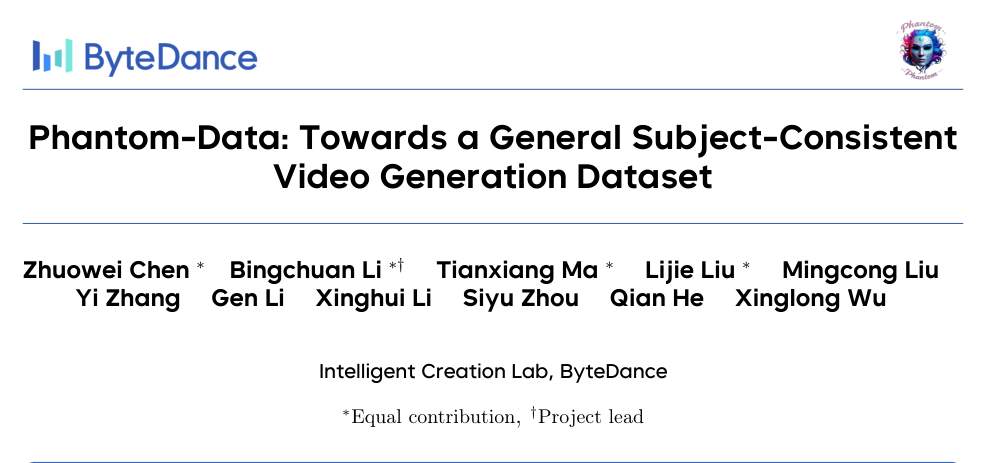 ByteDance
Phantom
Phantom
Phantom-Data: Towards a General Subject-Consistent
Video Generation Dataset
Zhuowei Chen * Bingchuan Li *† Tianxiang Ma * Lijie Liu * Mingcong Liu
Yi Zhang Gen Li Xinghui Li Siyu Zhou Qian He Xinglong Wu
Intelligent Creation Lab, ByteDance
*Equal contribution, †Project lead